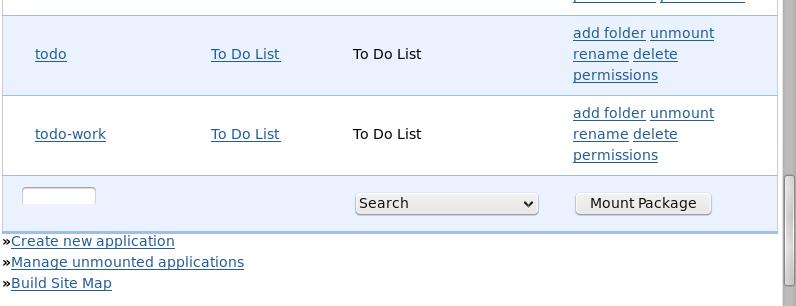 add folder unmount
todo To Do List To Do List rename delete
permissions
add folder unmount
todo-work To Do List To Do List rename delete
permissions
Search Mount Package
»Create new application
»Manage unmounted applications
»Build Site Map